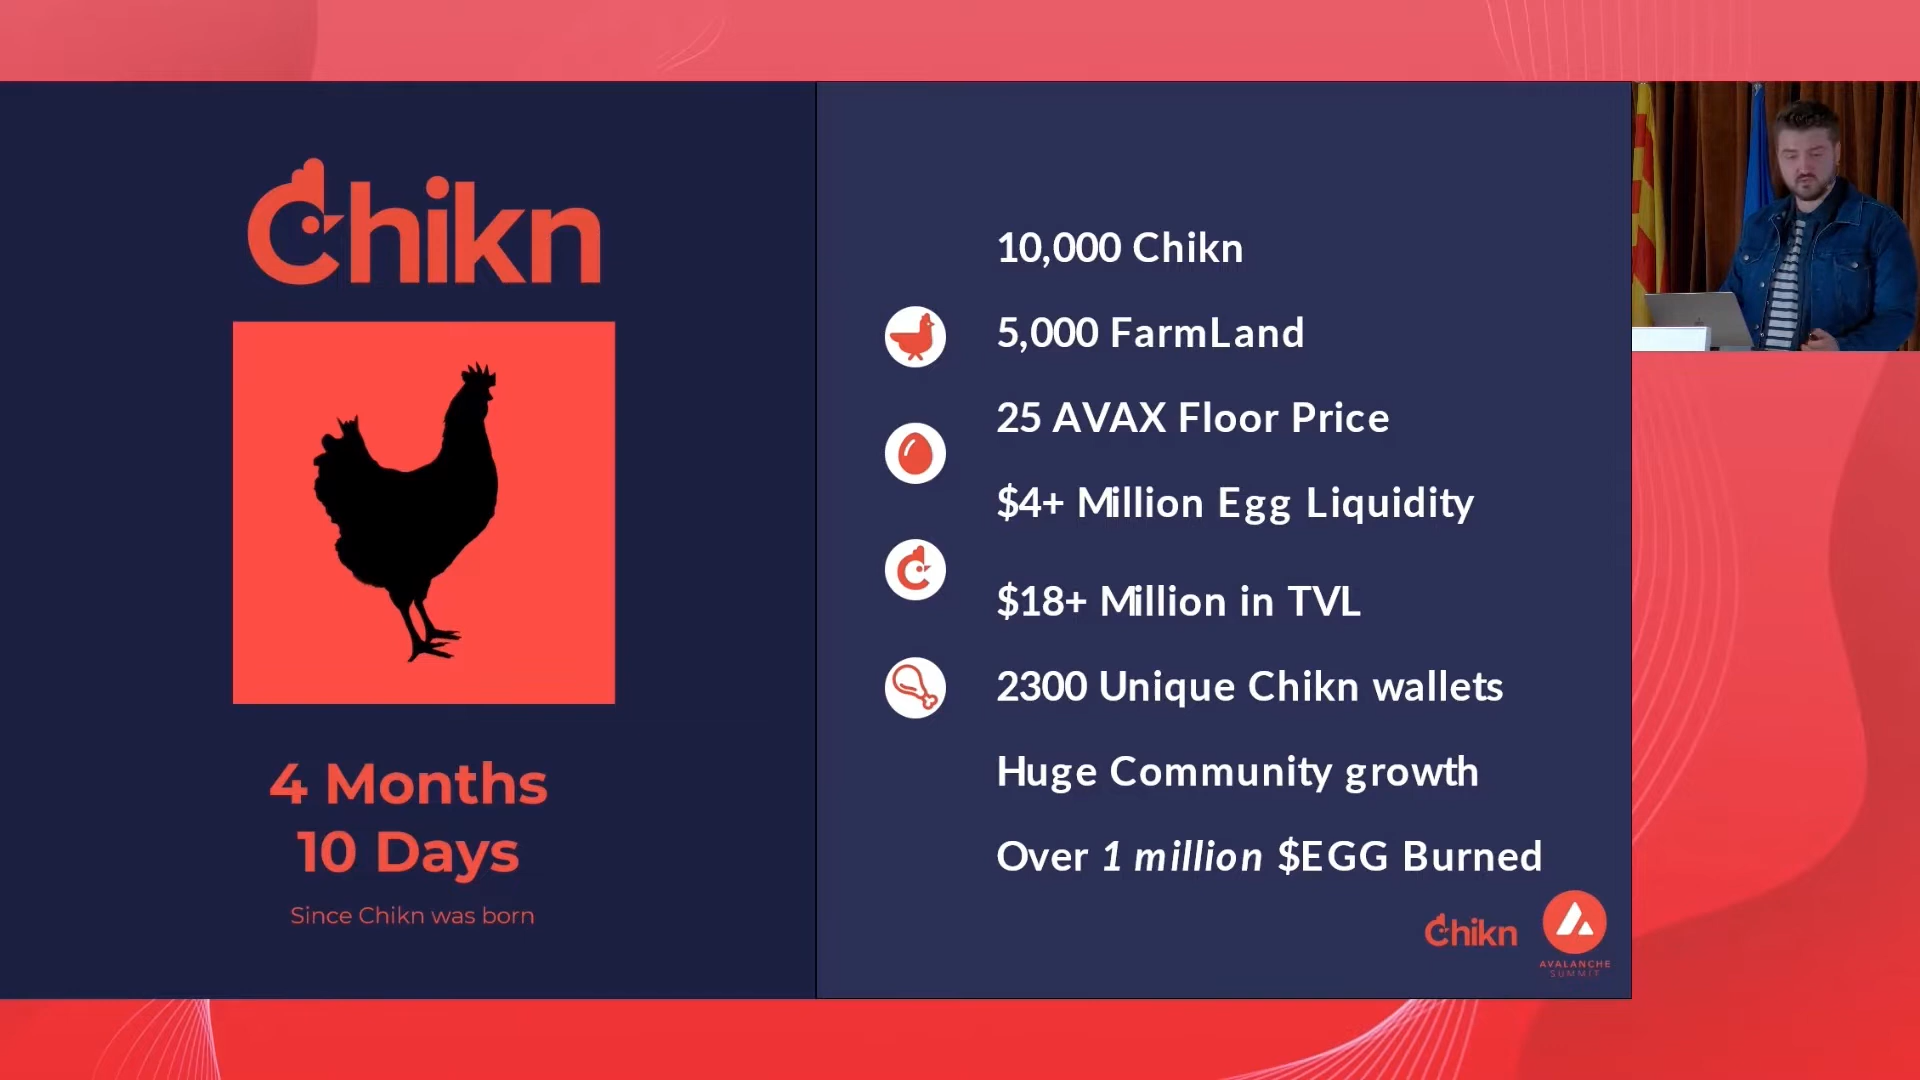 Chikn
4 Months
10 Days
Since Chikn was born
10,000 Chikn
5,000 FarmLand
25 AVAX Floor Price
$4+ Million Egg Liquidity
$18+ Million in TVL
2300 Unique Chikn wallets
Huge Community growth
Over 1 million $EGG Burned
Chikn
AVALANCHE
SUMMIT